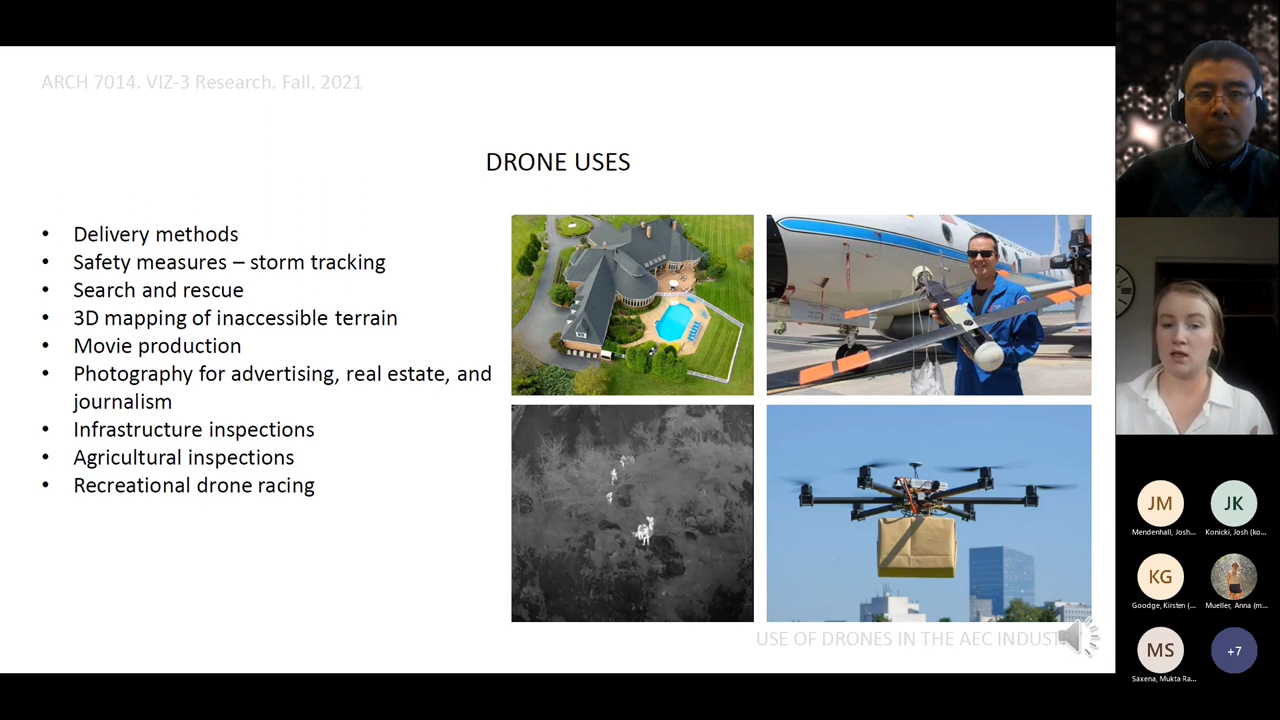 ARCH 7014. VIZ-3 Research. Fall. 2021
DRONE USES
• Delivery methods
• Safety measures – storm tracking
• Search and rescue
• 3D mapping of inaccessible terrain
• Movie production
• Photography for advertising, real estate, and
journalism
• Infrastructure inspections
• Agricultural inspections
• Recreational drone racing
USE OF DRONES IN THE AEC INDUST
JM
JK
Mendenhall, Josh...
Konicki, Josh (ko...
KG
Goodge, Kirsten (...
Mueller, Anna (m...
MS
+7
Saxena, Mukta Ra...